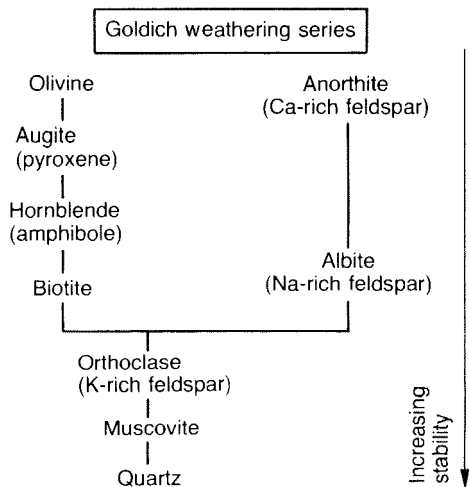 Goldich weathering series
Olivine
Augite
(pyroxene)
Hornblende
(amphibole)
Biotite
Anorthite
(Ca-rich feldspar)
Albite
(Na-rich feldspar)
Orthoclase
(K-rich feldspar)
Muscovite
Quartz
Increasing
stability